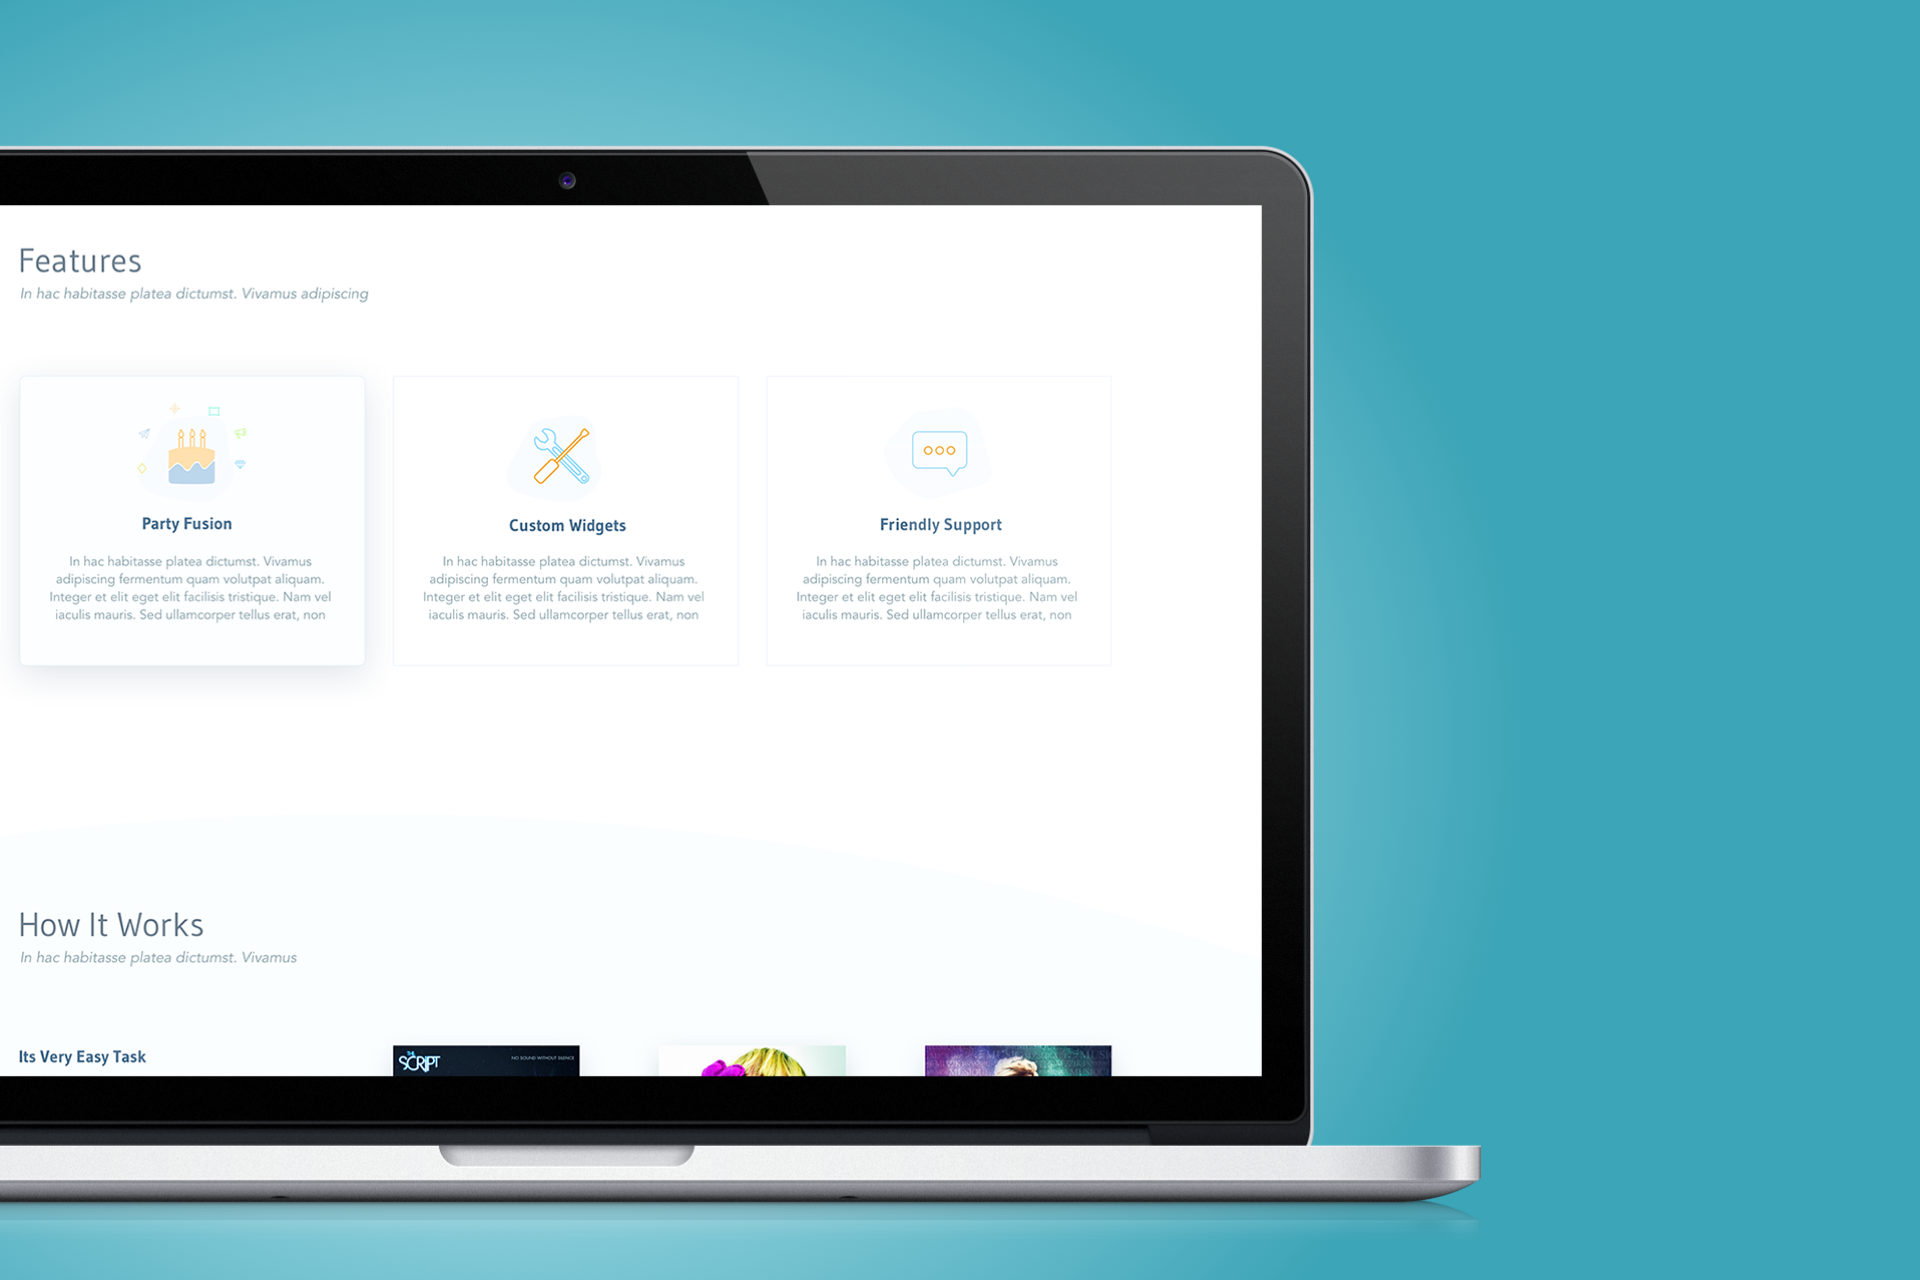 Features
In hac habitasse platea dictumst. Vivamus adipiscing
Party Fusion
In hac habitasse platea dictumst. Vivamus
adipiscing fermentum quam volutpat aliquam.
Integer et elit eget elit facilisis tristique. Nam vel
iaculis mauris. Sed ullamcorper tellus erat, non
Custom Widgets
In hac habitasse platea dictumst. Vivamus
adipiscing fermentum quam volutpat aliquam.
Integer et elit eget elit facilisis tristique. Nam vel
iaculis mauris. Sed ullamcorper tellus erat, non
Friendly Support
In hac habitasse platea dictumst. Vivamus
adipiscing fermentum quam volutpat aliquam.
Integer et elit eget elit facilisis tristique. Nam vel
iaculis mauris. Sed ullamcorper tellus erat, non
How It Works
In hac habitasse platea dictumst. Vivamus
Its Very Easy Task
THE
SCRIPT
NO SOUND WITHOUT SILENCE